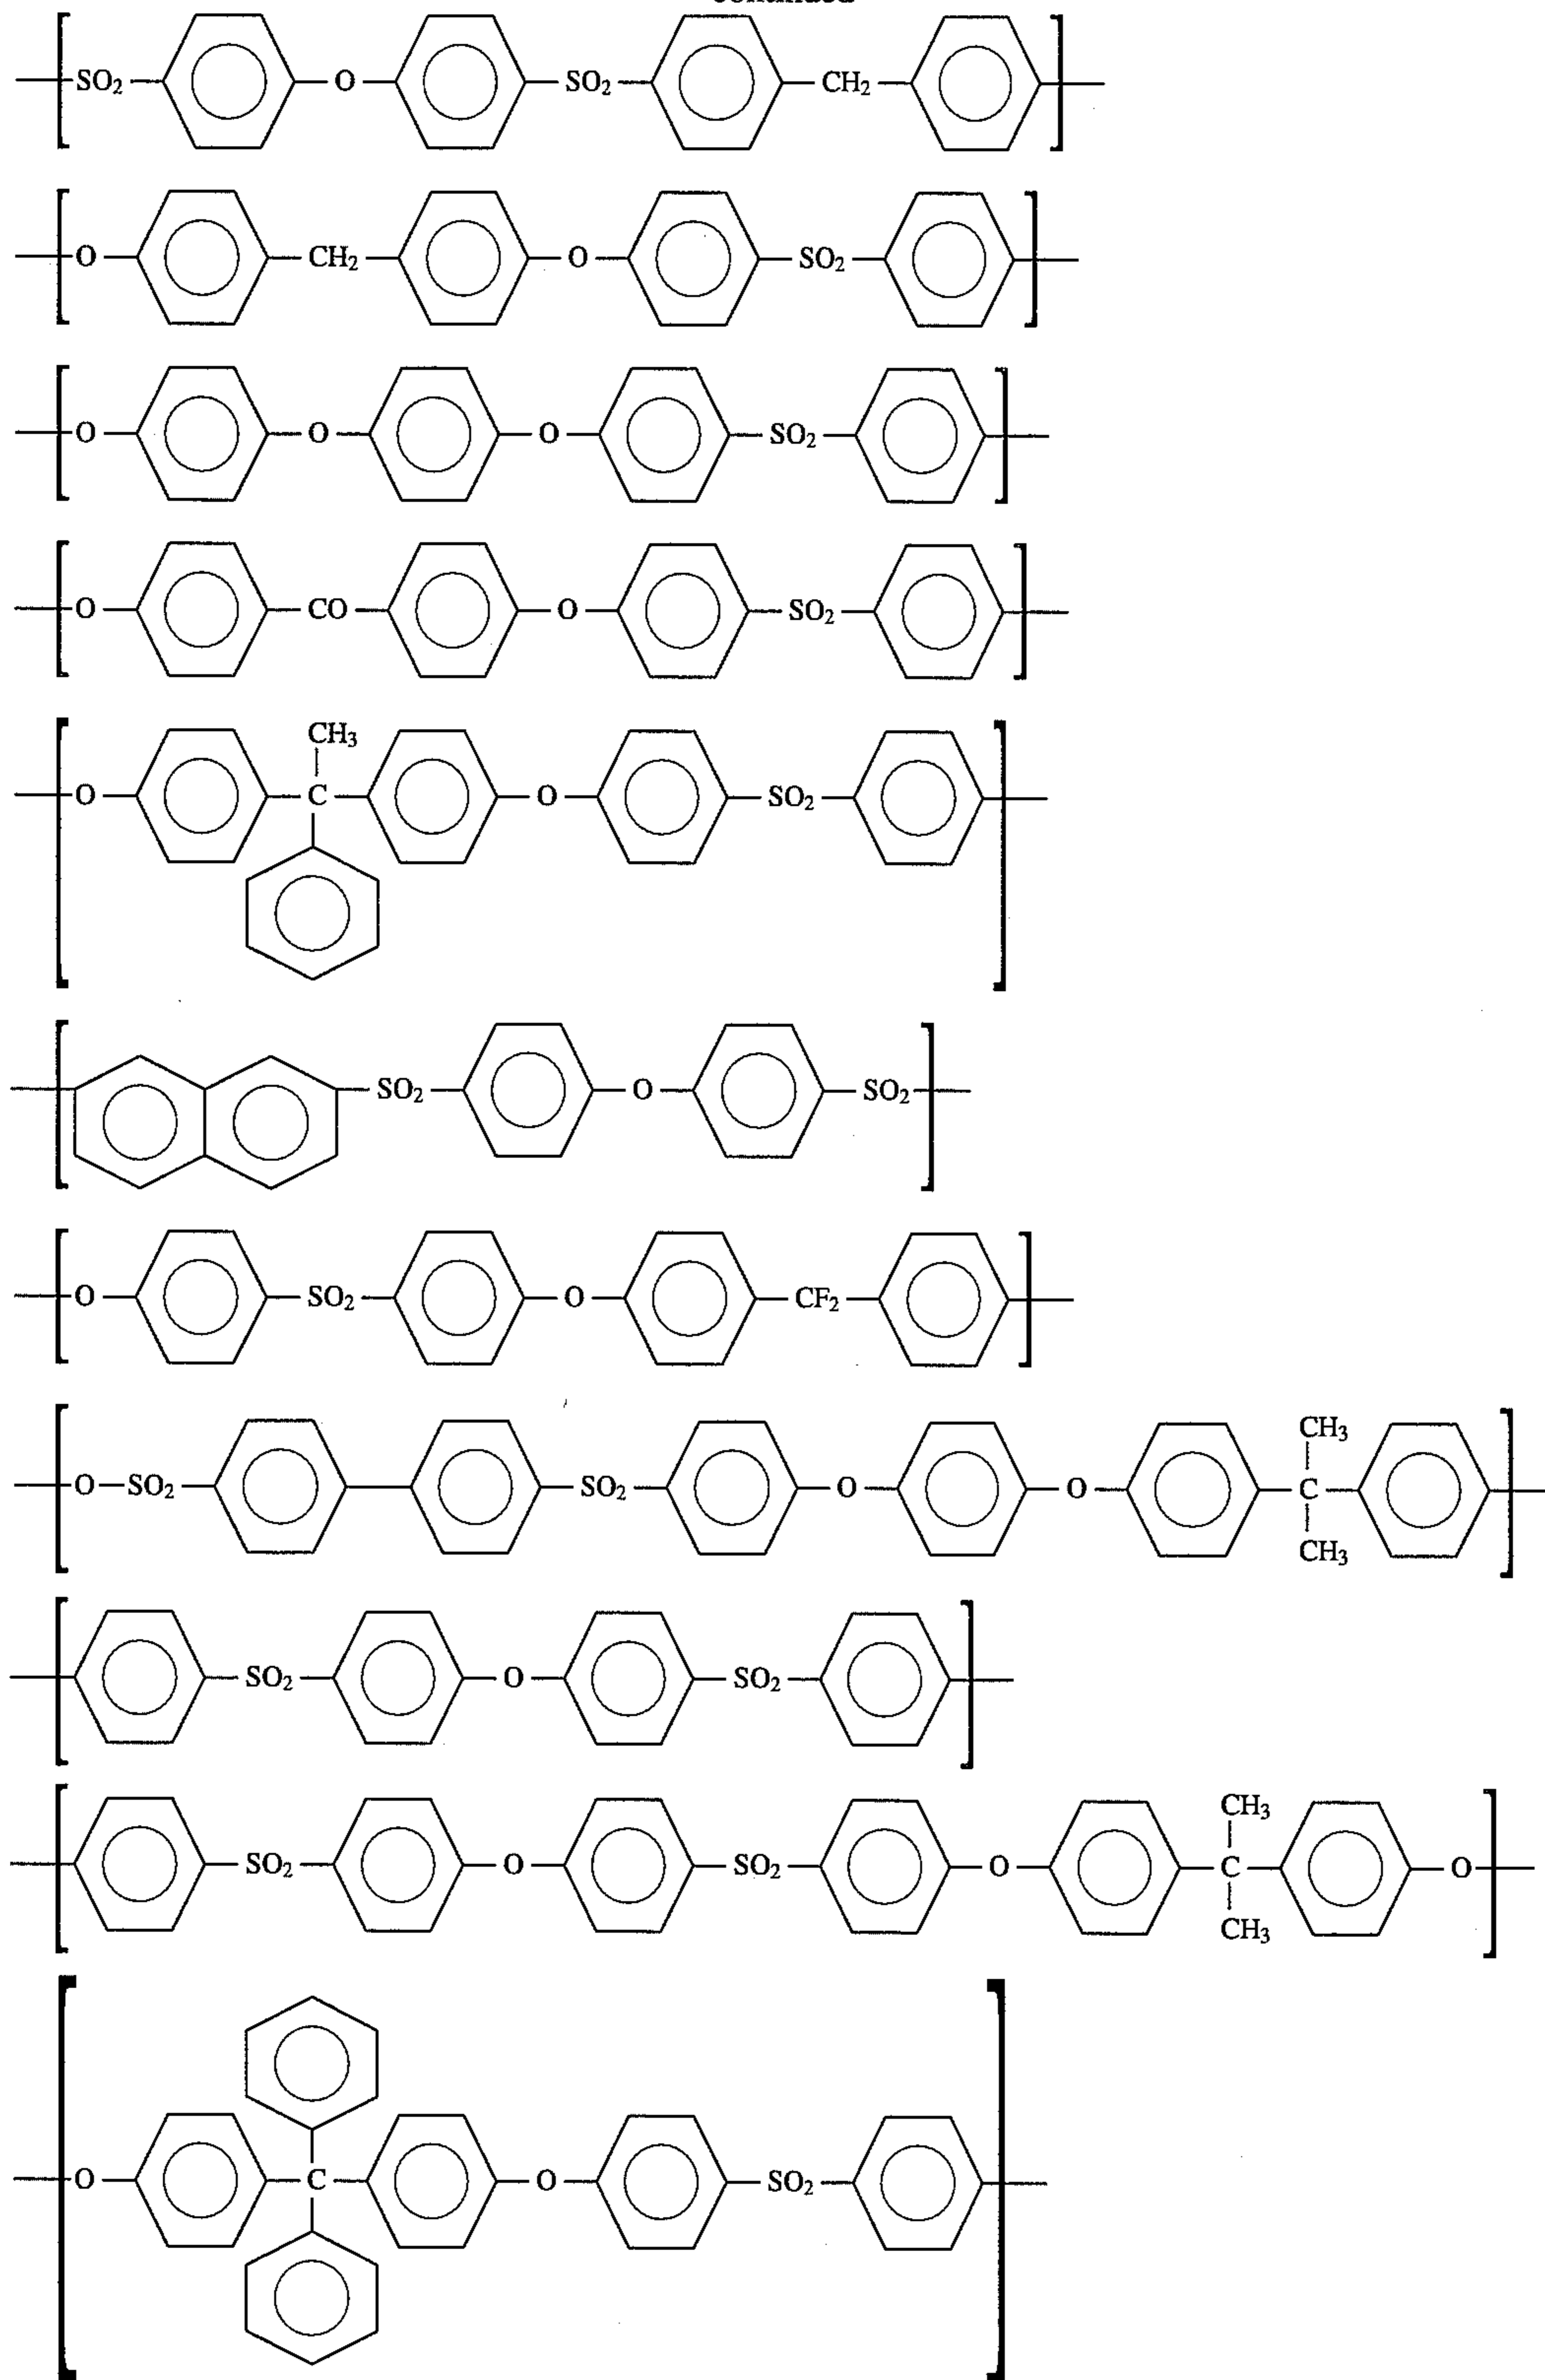 SO2 O SO2 CH2
O CH2 O SO2
O O O SO2
O CO O SO2
CH3
O C O SO2
SO2 O SO2
O SO2 O CF2
CH3
O SO2 SO2 O O C
CH3
SO2 O SO2
CH3
SO2 O SO2 O C O
CH3
O C O SO2